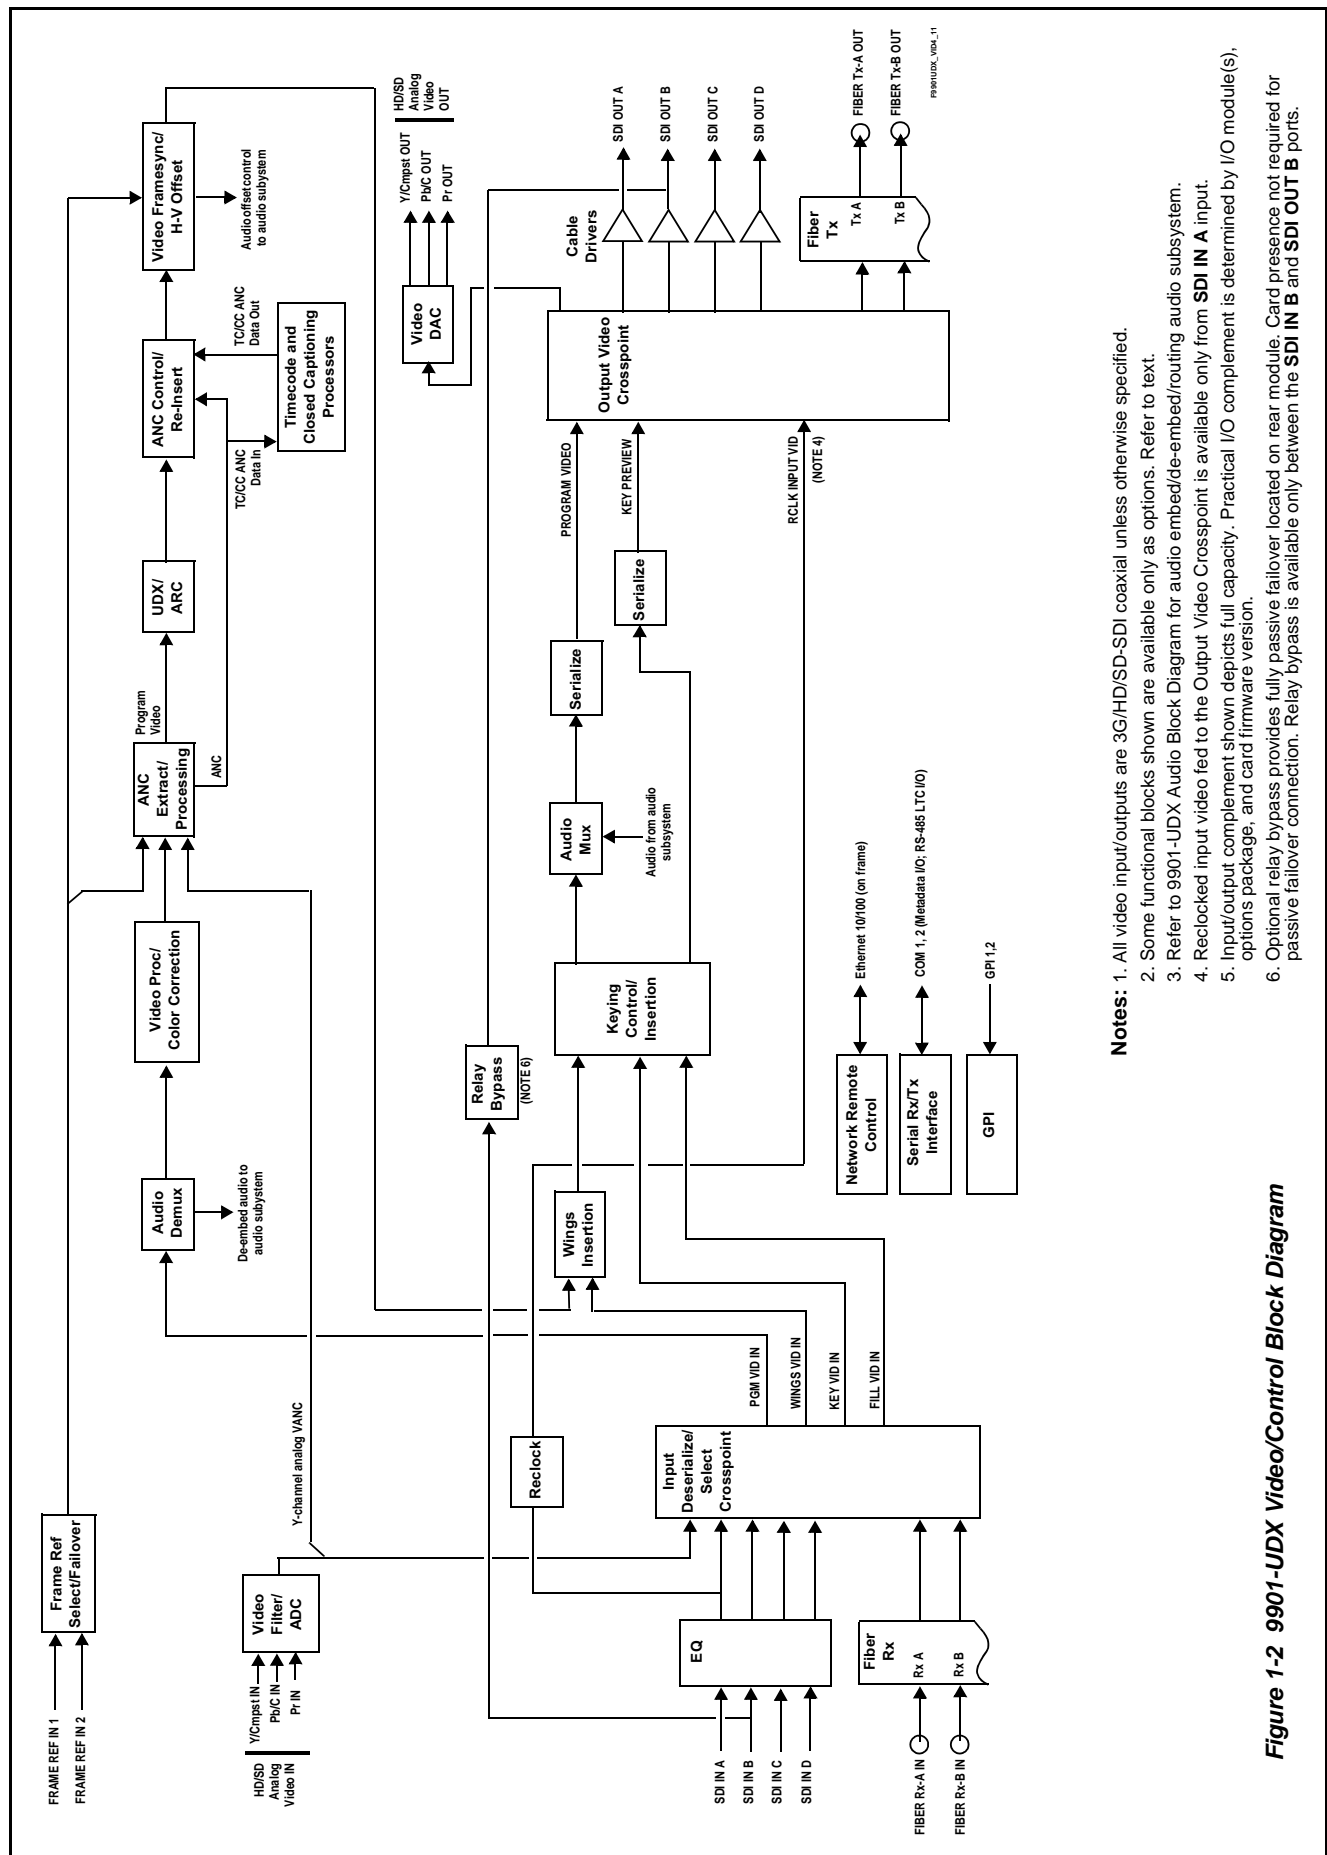 FRAME REF IN 1
FRAME REF IN 2
Frame Ref
Select/Failover
HD/SD
Analog
Video IN
Y/Cmpst IN
Pb/C IN
Pr IN
Video
Filter/
ADC
Y-channel analog VANC
Audio
Demux
De-embed audio to
audio subsystem
Video Proc/
Color Correction
ANC
Extract/
Processing
Program
Video
ANC
UDX/
ARC
ANC Control/
Re-Insert
TC/CC ANC
Data In
TC/CC ANC
Data Out
Timecode and
Closed Captioning
Processors
Video Framesync/
H-V Offset
Audio offset control
to audio subsystem
SDI IN A
SDI IN B
SDI IN C
SDI IN D
EQ
FIBER Rx-A IN
FIBER Rx-B IN
Fiber
Rx
Rx A
Rx B
Reclock
Input
Deserialize/
Select
Crosspoint
PGM VID IN
WINGS VID IN
KEY VID IN
FILL VID IN
Wings
Insertion
Relay
Bypass
(NOTE 6)
Keying
Control/
Insertion
Audio
Mux
Audio from audio
subsystem
Serialize
Serialize
PROGRAM VIDEO
KEY PREVIEW
RCLK INPUT VID
(NOTE 4)
Output Video
Crosspoint
Video
DAC
Y/Cmpst OUT
Pb/C OUT
Pr OUT
HD/SD
Analog
Video
OUT
Cable
Drivers
SDI OUT A
SDI OUT B
SDI OUT C
SDI OUT D
Fiber
Tx
Tx A
Tx B
FIBER Tx-A OUT
FIBER Tx-B OUT
F9901UDX_VID4_11
Network Remote
Control
Ethernet 10/100 (on frame)
Serial Rx/Tx
Interface
COM 1, 2 (Metadata I/O; RS-485 LTC I/O)
GPI
GPI 1,2
Notes: 1. All video input/outputs are 3G/HD/SD-SDI coaxial unless otherwise specified.
2. Some functional blocks shown are available only as options. Refer to text.
3. Refer to 9901-UDX Audio Block Diagram for audio embed/de-embed/routing audio subsystem.
4. Reclocked input video fed to the Output Video Crosspoint is available only from SDI IN A input.
5. Input/output complement shown depicts full capacity. Practical I/O complement is determined by I/O module(s),
options package, and card firmware version.
6. Optional relay bypass provides fully passive failover located on rear module. Card presence not required for
passive failover connection. Relay bypass is available only between the SDI IN B and SDI OUT B ports.
Figure 1-2 9901-UDX Video/Control Block Diagram